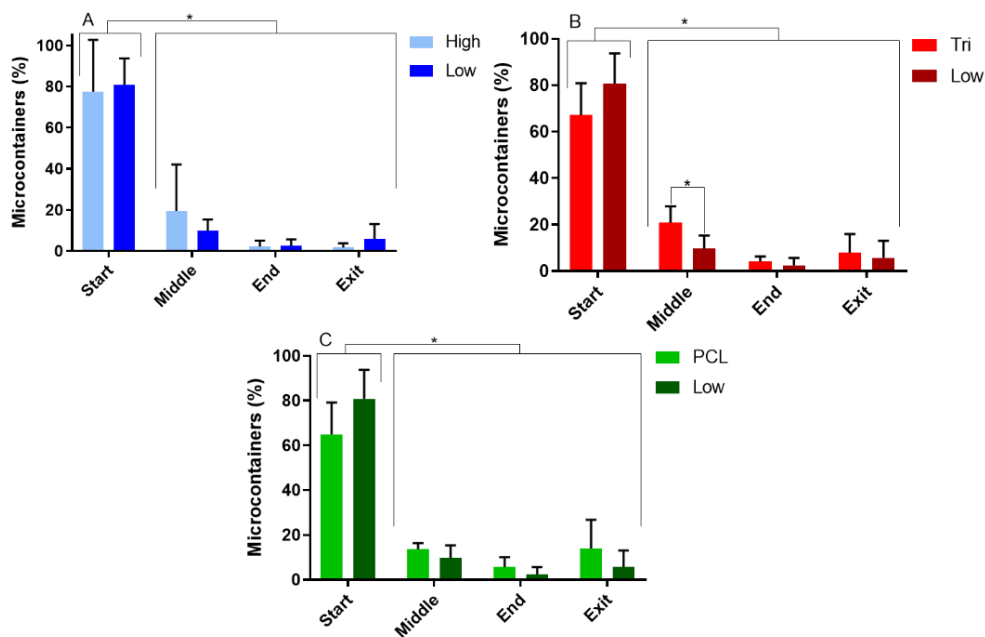 A
*
High
Low
Microcontainers (%)
100
80
60
40
20
0
Start
Middle
End
Exit
B
*
*
Tri
Low
Microcontainers (%)
100
80
60
40
20
0
Start
Middle
End
Exit
C
*
PCL
Low
Microcontainers (%)
100
80
60
40
20
0
Start
Middle
End
Exit